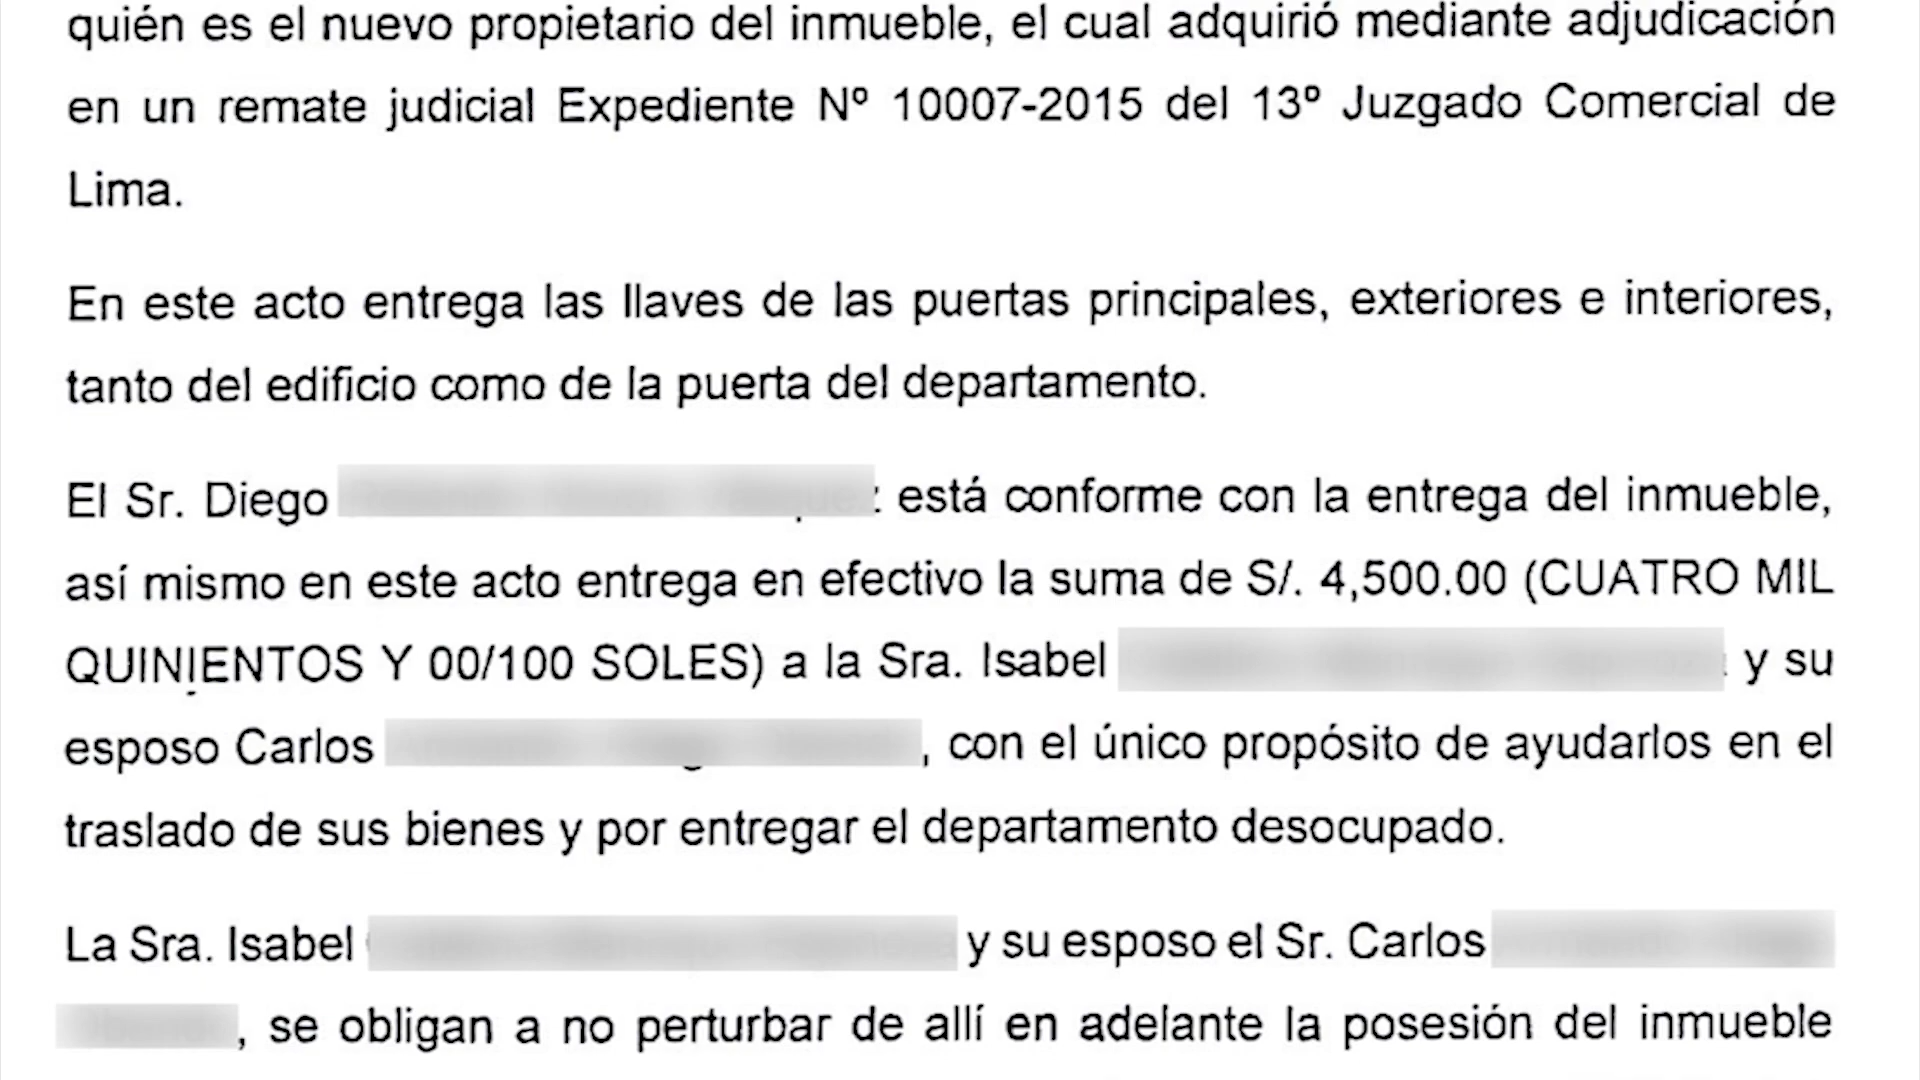 quién es el nuevo propietario del inmueble, el cual adquirió mediante adjudicación
en un remate judicial Expediente Nº 10007-2015 del 13º Juzgado Comercial de
Lima.
En este acto entrega las llaves de las puertas principales, exteriores e interiores,
tanto del edificio como de la puerta del departamento.
El Sr. Diego está conforme con la entrega del inmueble,
así mismo en este acto entrega en efectivo la suma de S/. 4,500.00 (CUATRO MIL
QUINIENTOS Y 00/100 SOLES) a la Sra. Isabel y su
esposo Carlos , con el único propósito de ayudarlos en el
traslado de sus bienes y por entregar el departamento desocupado.
La Sra. Isabel y su esposo el Sr. Carlos
, se obligan a no perturbar de allí en adelante la posesión del inmueble